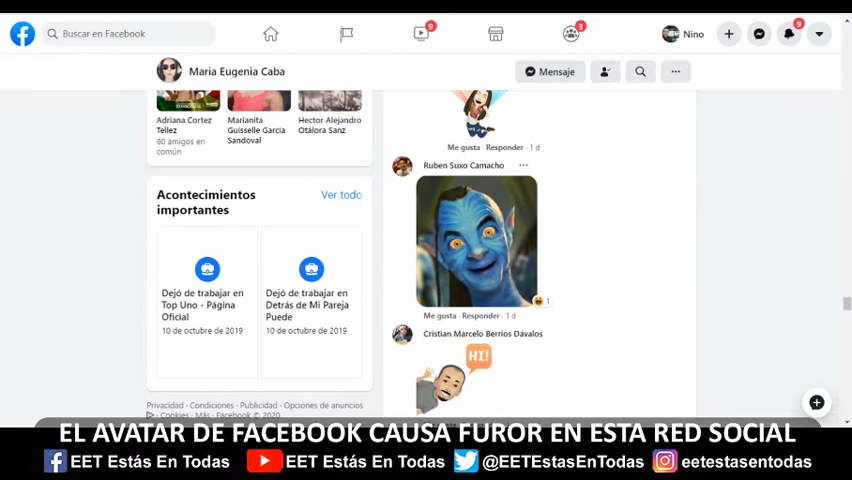 Buscar en Facebook
9
3
Nino
9
Maria Eugenia Caba
Mensaje
Adriana Cortez
Tellez
80 amigos en
común
Marianita
Guisselle Garcia
Sandoval
Hector Alejandro
Otálora Sanz
Acontecimientos
importantes
Ver todo
Dejó de trabajar en
Top Uno - Página
Oficial
10 de octubre de 2019
Dejó de trabajar en
Detrás de Mi Pareja
Puede
10 de octubre de 2019
Privacidad · Condiciones · Publicidad · Opciones de anuncios
· Cookies · Más · Facebook © 2020
Me gusta · Responder · 1 d
Ruben Suxo Camacho
1
Me gusta · Responder · 1 d
Cristian Marcelo Berrios Dávalos
HI!
EL AVATAR DE FACEBOOK CAUSA FUROR EN ESTA RED SOCIAL
EET Estás En Todas
EET Estás En Todas
@EETEstasEnTodas
eetestasentodas